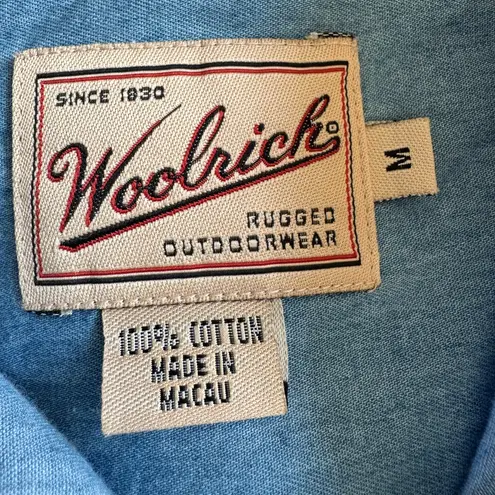 SINCE 1830
Woolrich®
RUGGED
OUTDOORWEAR
M
100% COTTON
MADE IN
MACAU